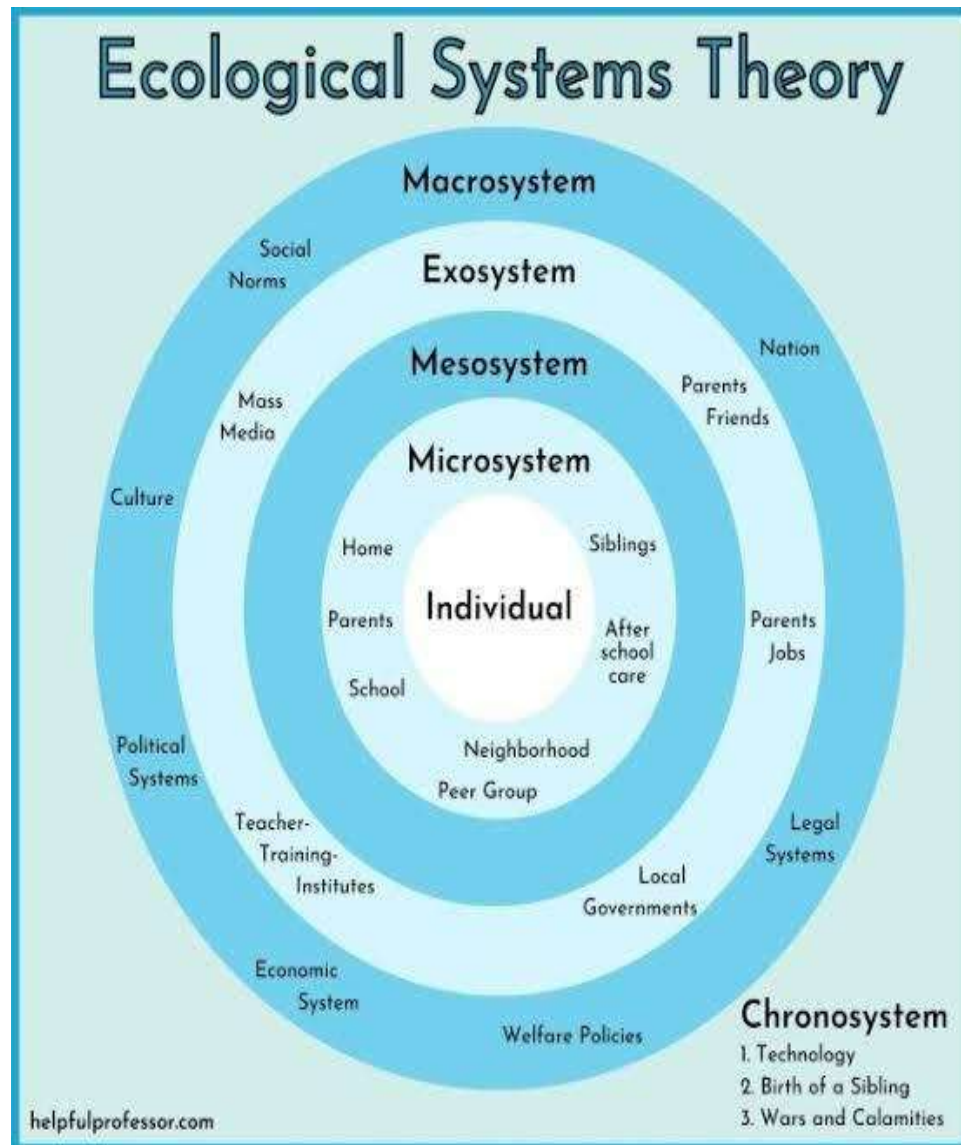 Ecological Systems Theory
Macrosystem
Social
Norms
Exosystem
Nation
Mesosystem
Parents
Friends
Mass
Media
Microsystem
Culture
Home
Siblings
Individual
Parents
After
school
care
Parents
Jobs
School
Neighborhood
Peer Group
Political
Systems
Teacher-
Training-
Institutes
Legal
Systems
Local
Governments
Economic
System
Welfare Policies
Chronosystem
1. Technology
2. Birth of a Sibling
3. Wars and Calamities
helpfulprofessor.com